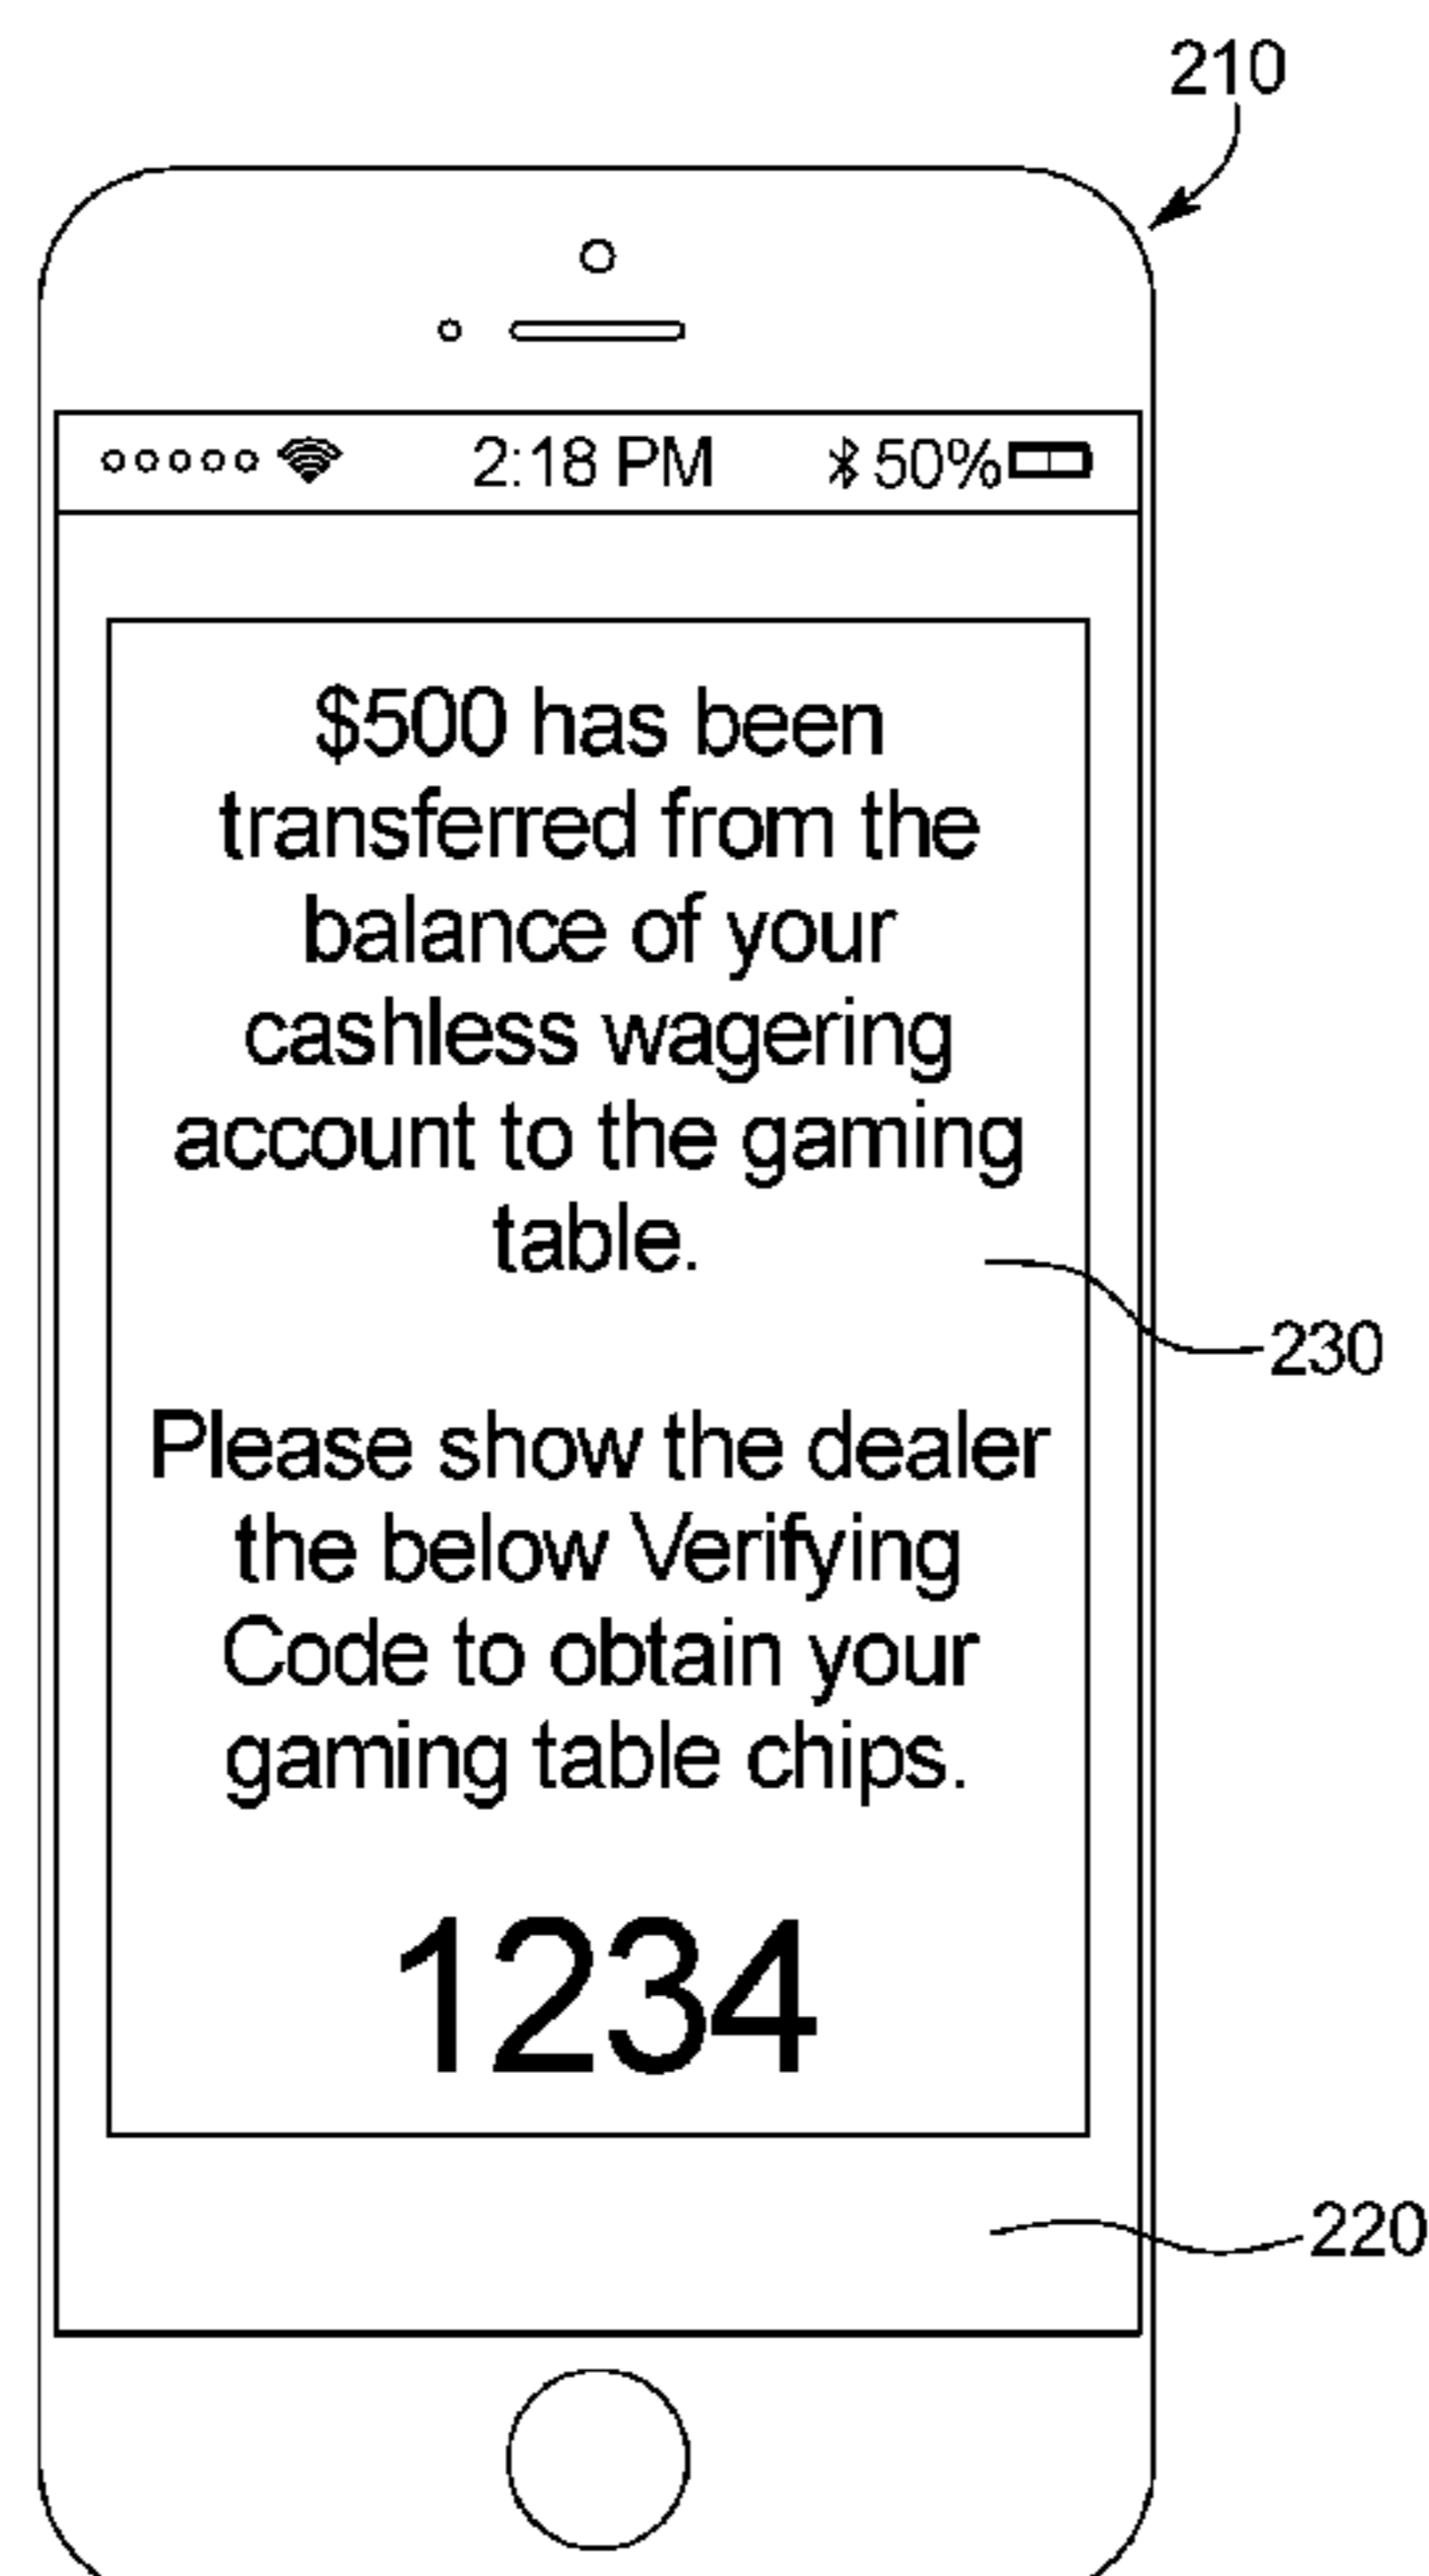 210
2:18 PM 50%
$500 has been
transferred from the
balance of your
cashless wagering
account to the gaming
table.
230
Please show the dealer
the below Verifying
Code to obtain your
gaming table chips.
1234
220